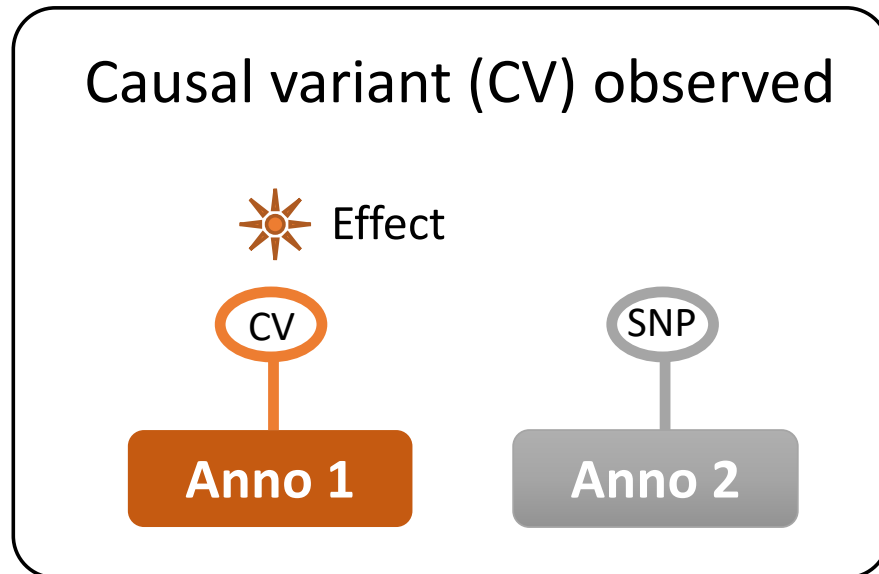 Causal variant (CV) observed
Effect
CV
SNP
Anno 1
Anno 2